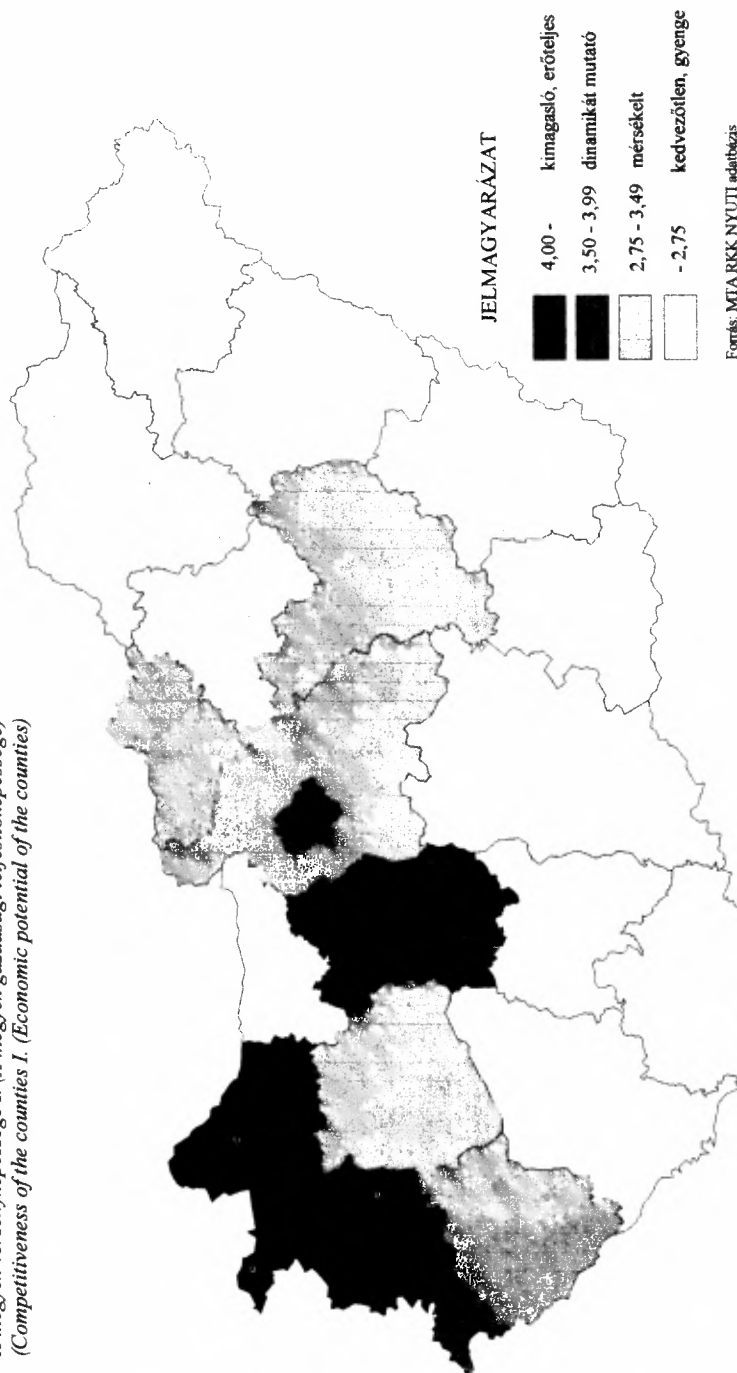 (Competitiveness of the counties I. (Economic potential of the counties)
JELMAGYARÁZAT
4,00 - kimagasló, erőteljes
3,50 - 3,99 dinamikát mutató
2,75 - 3,49 mérsékelt
- 2,75 kedvezőtlen, gyenge
Forrás: MTA RKK NYUTI adatbázis